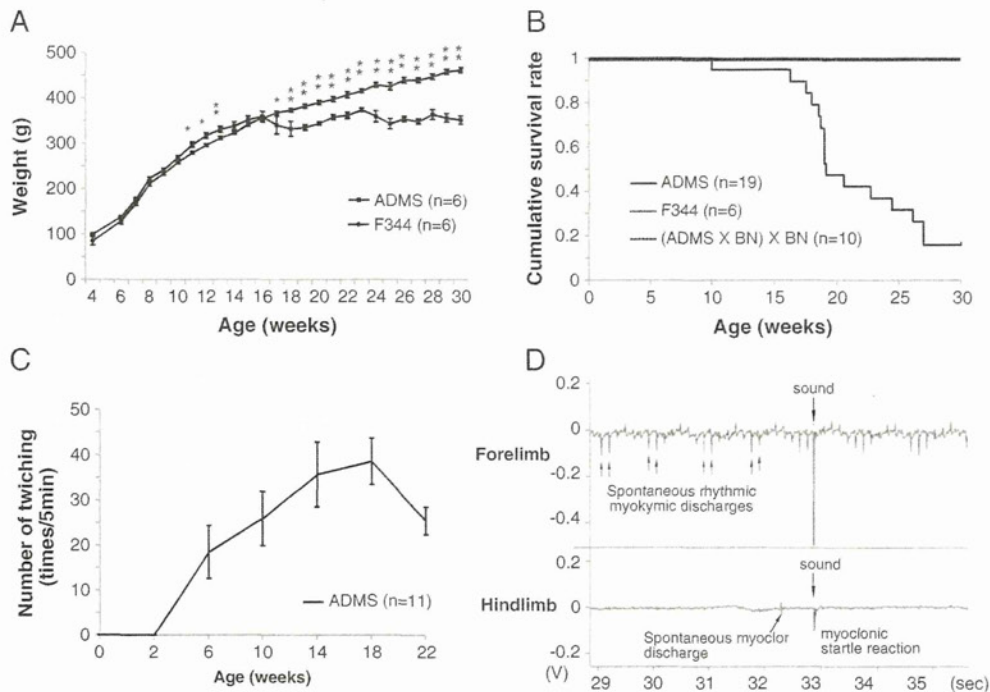 A
Weight (g)
500
400
300
200
100
0
4 6 8 10 12 14 16 18 20 22 24 26 28 30
Age (weeks)
ADMS (n=6)
F344 (n=6)
B
Cumulative survival rate
1
0.8
0.6
0.4
0.2
0
0 5 10 15 20 25 30
Age (weeks)
ADMS (n=19)
F344 (n=6)
(ADMS X BN) X BN (n=10)
C
Number of twiching
(times/5min)
50
40
30
20
10
0
0 2 6 10 14 18 22
Age (weeks)
ADMS (n=11)
D
0.2
0
-0.2
-0.4
Forelimb
sound
Spontaneous rhythmic
myokymic discharges
0.2
0
-0.2
Hindlimb
sound
Spontaneous myoclor
discharge
myoclonic
startle reaction
(V)
29 30 31 32 33 34 35 (sec)